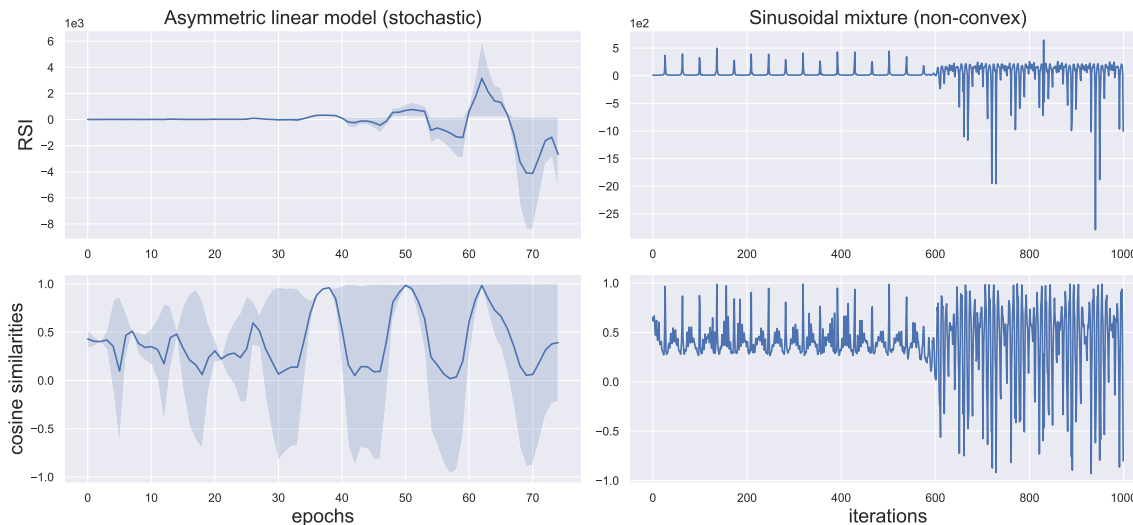 Asymmetric linear model (stochastic)
Sinusoidal mixture (non-convex)
1e3
1e2
RSI
6
4
2
0
−2
−4
−6
−8
0 10 20 30 40 50 60 70
5
0
−5
−10
−15
−20
−25
0 200 400 600 800 1000
cosine similarities
1.0
0.5
0.0
−0.5
−1.0
0 10 20 30 40 50 60 70
epochs
1.0
0.5
0.0
−0.5
−1.0
0 200 400 600 800 1000
iterations